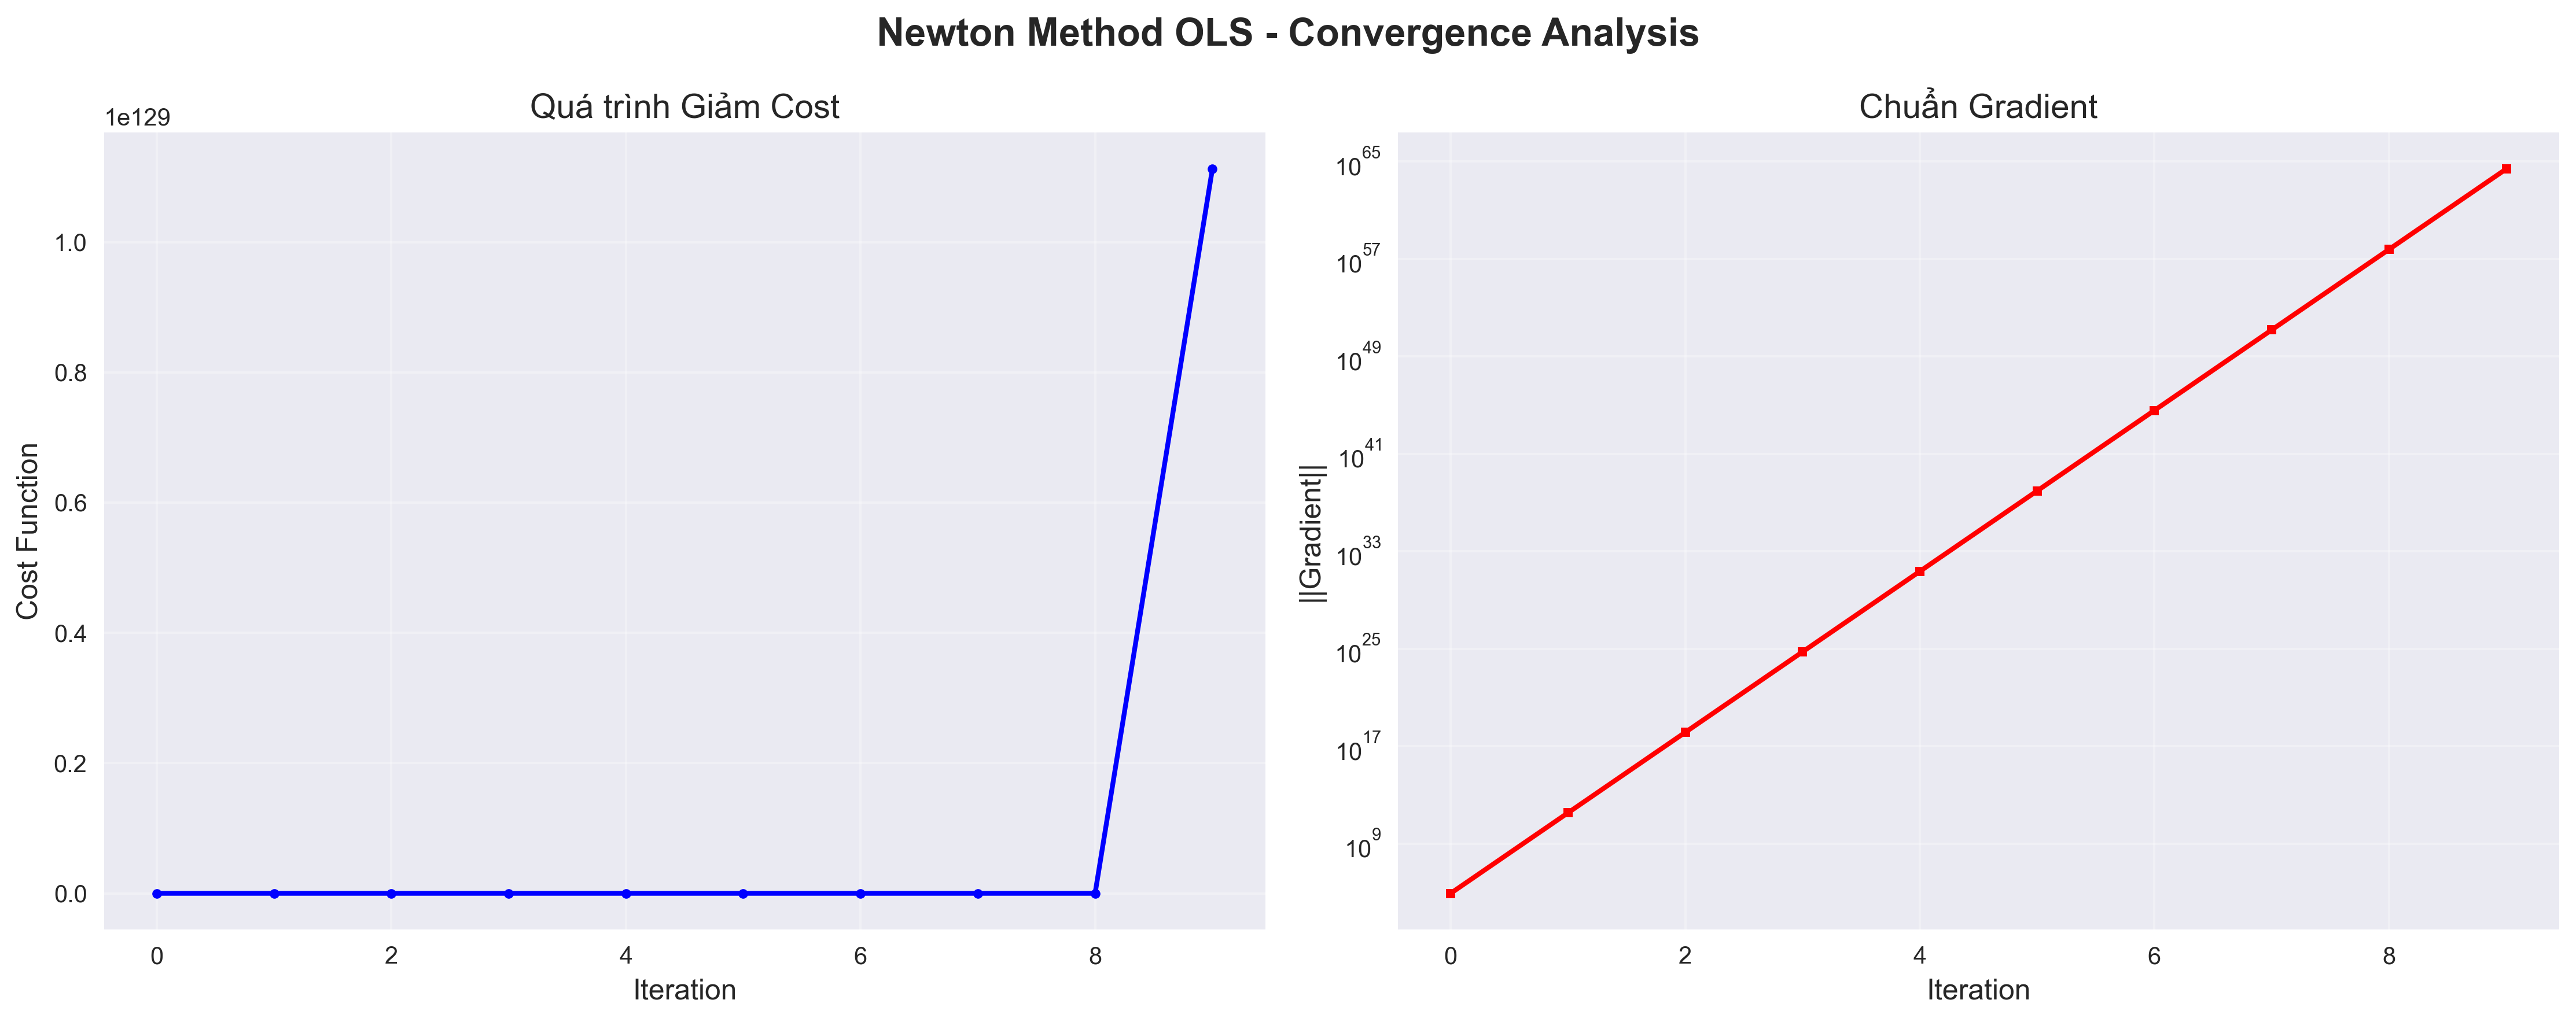 Newton Method OLS - Convergence Analysis
Quá trình Giảm Cost
1e129
1.0
0.8
0.6
0.4
0.2
0.0
Cost Function
0 2 4 6 8
Iteration
Chuẩn Gradient
10^65
10^57
10^49
10^41
10^33
10^25
10^17
10^9
||Gradient||
0 2 4 6 8
Iteration